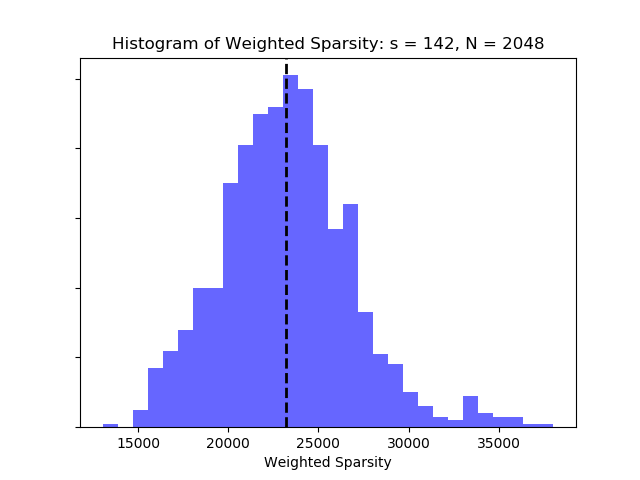 Histogram of Weighted Sparsity: s = 142, N = 2048
15000 20000 25000 30000 35000
Weighted Sparsity